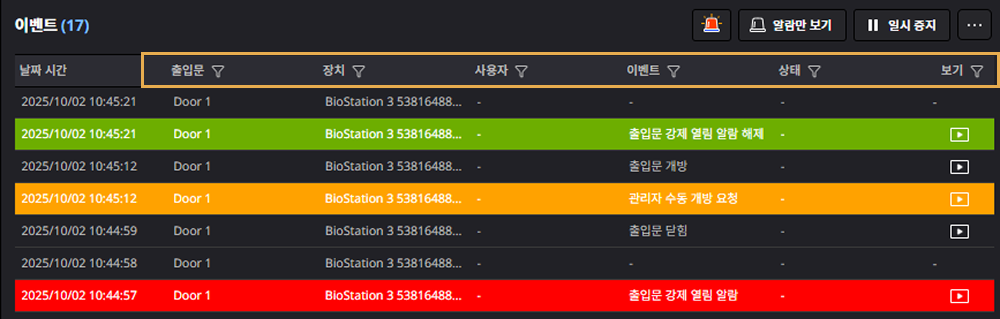 이벤트 (17) 알람만 보기 일시 중지 ...
날짜 시간 출입문 장치 사용자 이벤트 상태 보기
2025/10/02 10:45:21 Door 1 BioStation 3 53816488... - - - -
2025/10/02 10:45:21 Door 1 BioStation 3 53816488... - 출입문 강제 열림 알람 해제 -
2025/10/02 10:45:12 Door 1 BioStation 3 53816488... - 출입문 개방 -
2025/10/02 10:45:12 Door 1 BioStation 3 53816488... - 관리자 수동 개방 요청 -
2025/10/02 10:44:59 Door 1 BioStation 3 53816488... - 출입문 닫힘 -
2025/10/02 10:44:58 Door 1 BioStation 3 53816488... - - - -
2025/10/02 10:44:57 Door 1 BioStation 3 53816488... - 출입문 강제 열림 알람 -